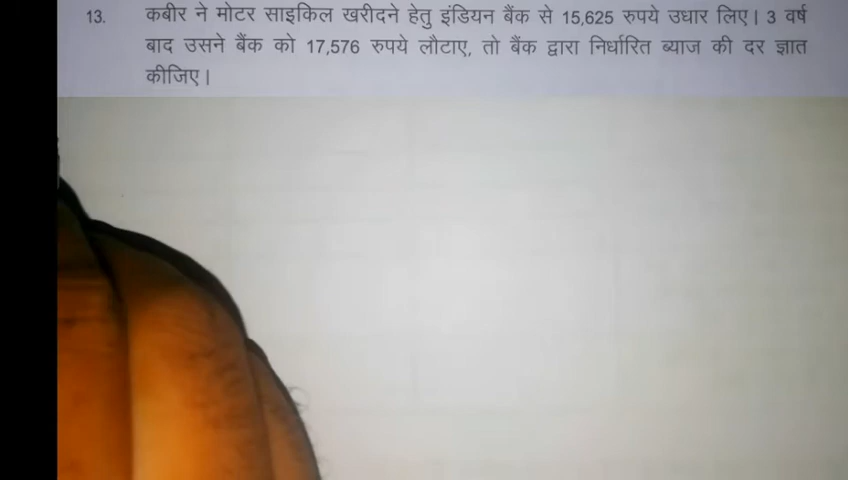 13. कबीर ने मोटर साइकिल खरीदने हेतु इंडियन बैंक से 15,625 रुपये उधार लिए। 3 वर्ष
बाद उसने बैंक को 17,576 रुपये लौटाए, तो बैंक द्वारा निर्धारित ब्याज की दर ज्ञात
कीजिए।